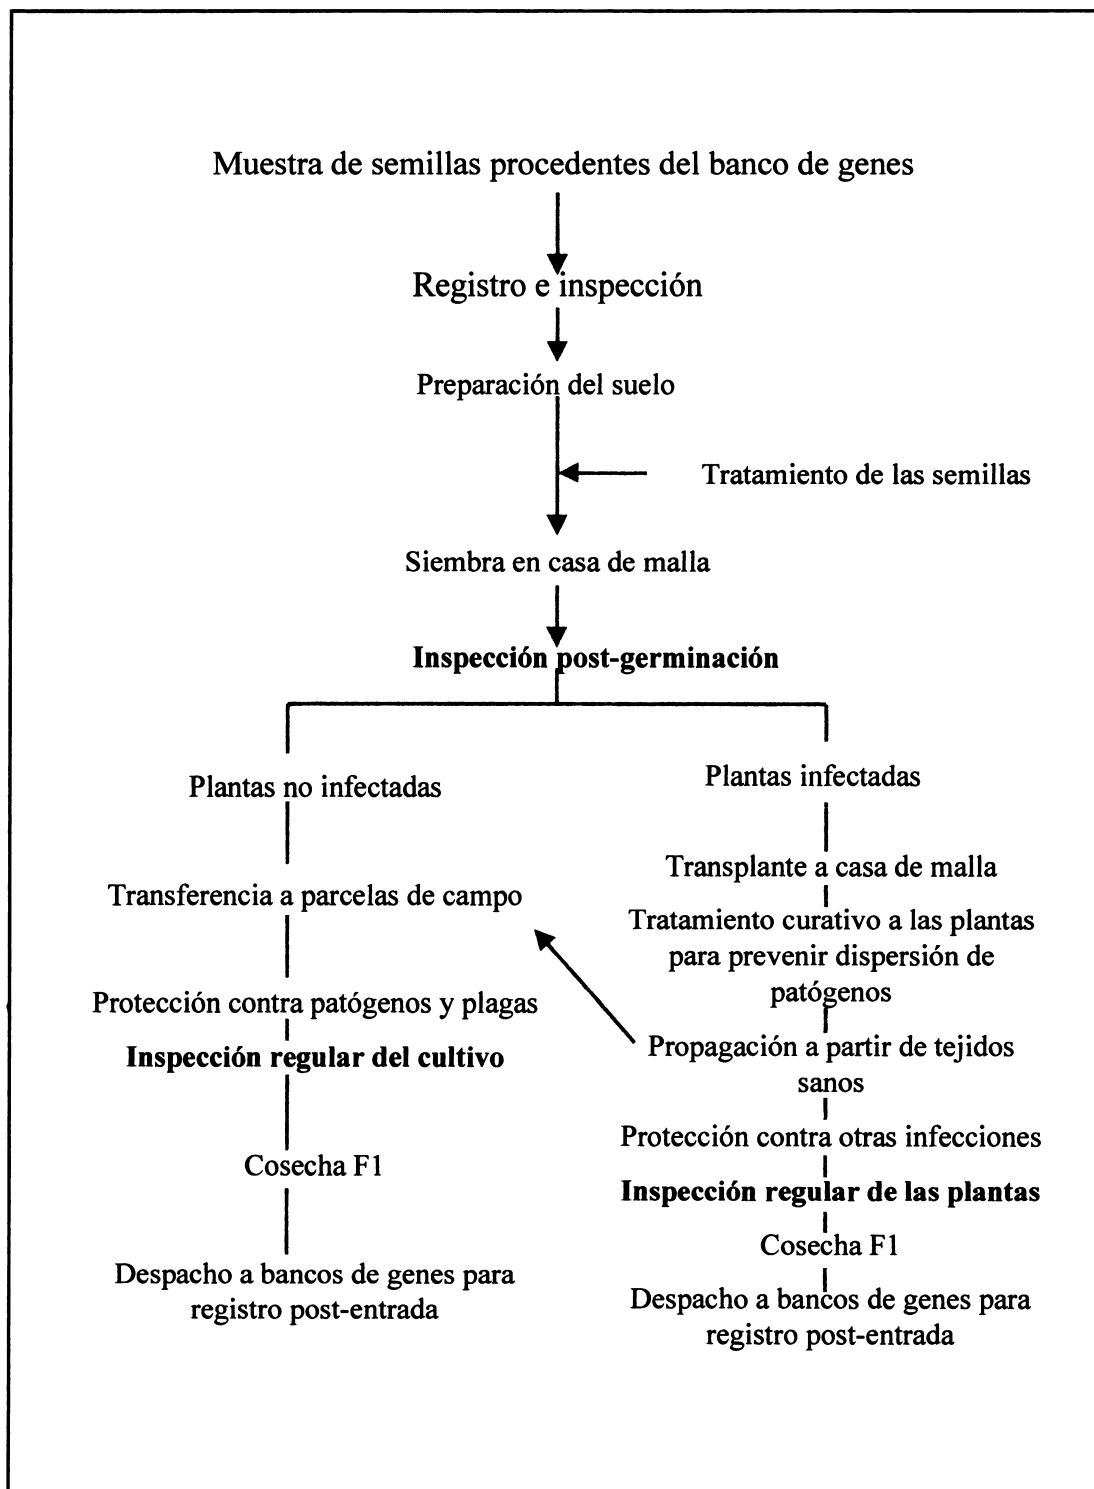 Muestra de semillas procedentes del banco de genes
Registro e inspección
Preparación del suelo
Tratamiento de las semillas
Siembra en casa de malla
Inspección post-germinación
Plantas no infectadas
Transferencia a parcelas de campo
Protección contra patógenos y plagas
Inspección regular del cultivo
Cosecha F1
Despacho a bancos de genes para
registro post-entrada
Plantas infectadas
Transplante a casa de malla
Tratamiento curativo a las plantas
para prevenir dispersión de
patógenos
Propagación a partir de tejidos
sanos
Protección contra otras infecciones
Inspección regular de las plantas
Cosecha F1
Despacho a bancos de genes para
registro post-entrada